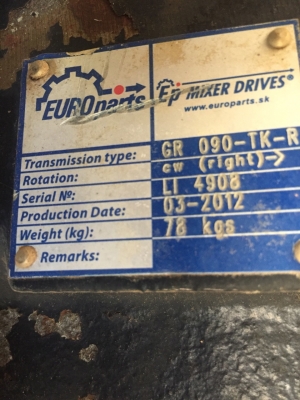 EUROparts
Ep MIXER DRIVES®
www.europarts.sk
Transmission type: GR 090-TK-R
Rotation: cw (right)->
Serial №: LI 4908
Production Date: 03-2012
Weight (kg): 78 kgs
Remarks: